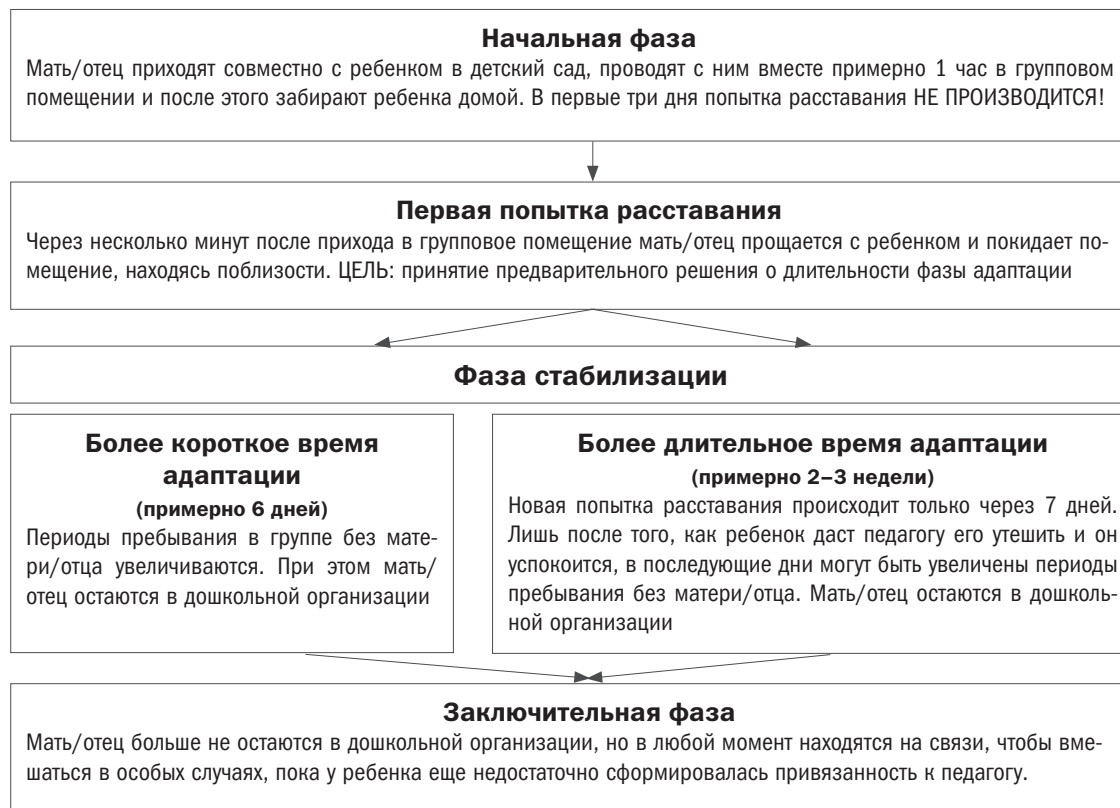 Начальная фаза
Мать/отец приходят совместно с ребенком в детский сад, проводят с ним вместе примерно 1 час в групповом
помещении и после этого забирают ребенка домой. В первые три дня попытка расставания НЕ ПРОИЗВОДИТСЯ!
Первая попытка расставания
Через несколько минут после прихода в групповое помещение мать/отец прощается с ребенком и покидает по-
мещение, находясь поблизости. ЦЕЛЬ: принятие предварительного решения о длительности фазы адаптации
Фаза стабилизации
Более короткое время
адаптации
(примерно 6 дней)
Периоды пребывания в группе без мате-
ри/отца увеличиваются. При этом мать/
отец остаются в дошкольной организации
Более длительное время адаптации
(примерно 2–3 недели)
Новая попытка расставания происходит только через 7 дней.
Лишь после того, как ребенок даст педагогу его утешить и он
успокоится, в последующие дни могут быть увеличены периоды
пребывания без матери/отца. Мать/отец остаются в дошколь-
ной организации
Заключительная фаза
Мать/отец больше не остаются в дошкольной организации, но в любой момент находятся на связи, чтобы вме-
шаться в особых случаях, пока у ребенка еще недостаточно сформировалась привязанность к педагогу.